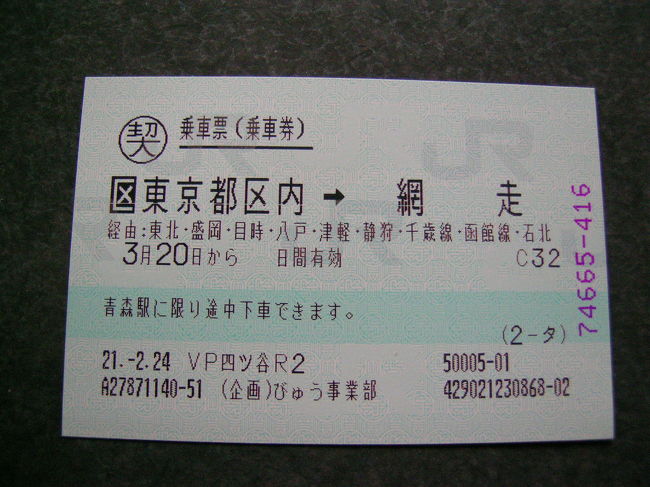 契 乗車票（乗車券）
区東京都区内 ➡ 網走
経由：東北・盛岡・目時・八戸・津軽・静狩・千歳線・函館線・石北
3月20日から 日間有効 C32
青森駅に限り途中下車できます。
（2-タ）
21.-2.24 VP四ツ谷R2 50005-01
A27871140-51 （企画）びゅう事業部 429021230868-02
74665-416